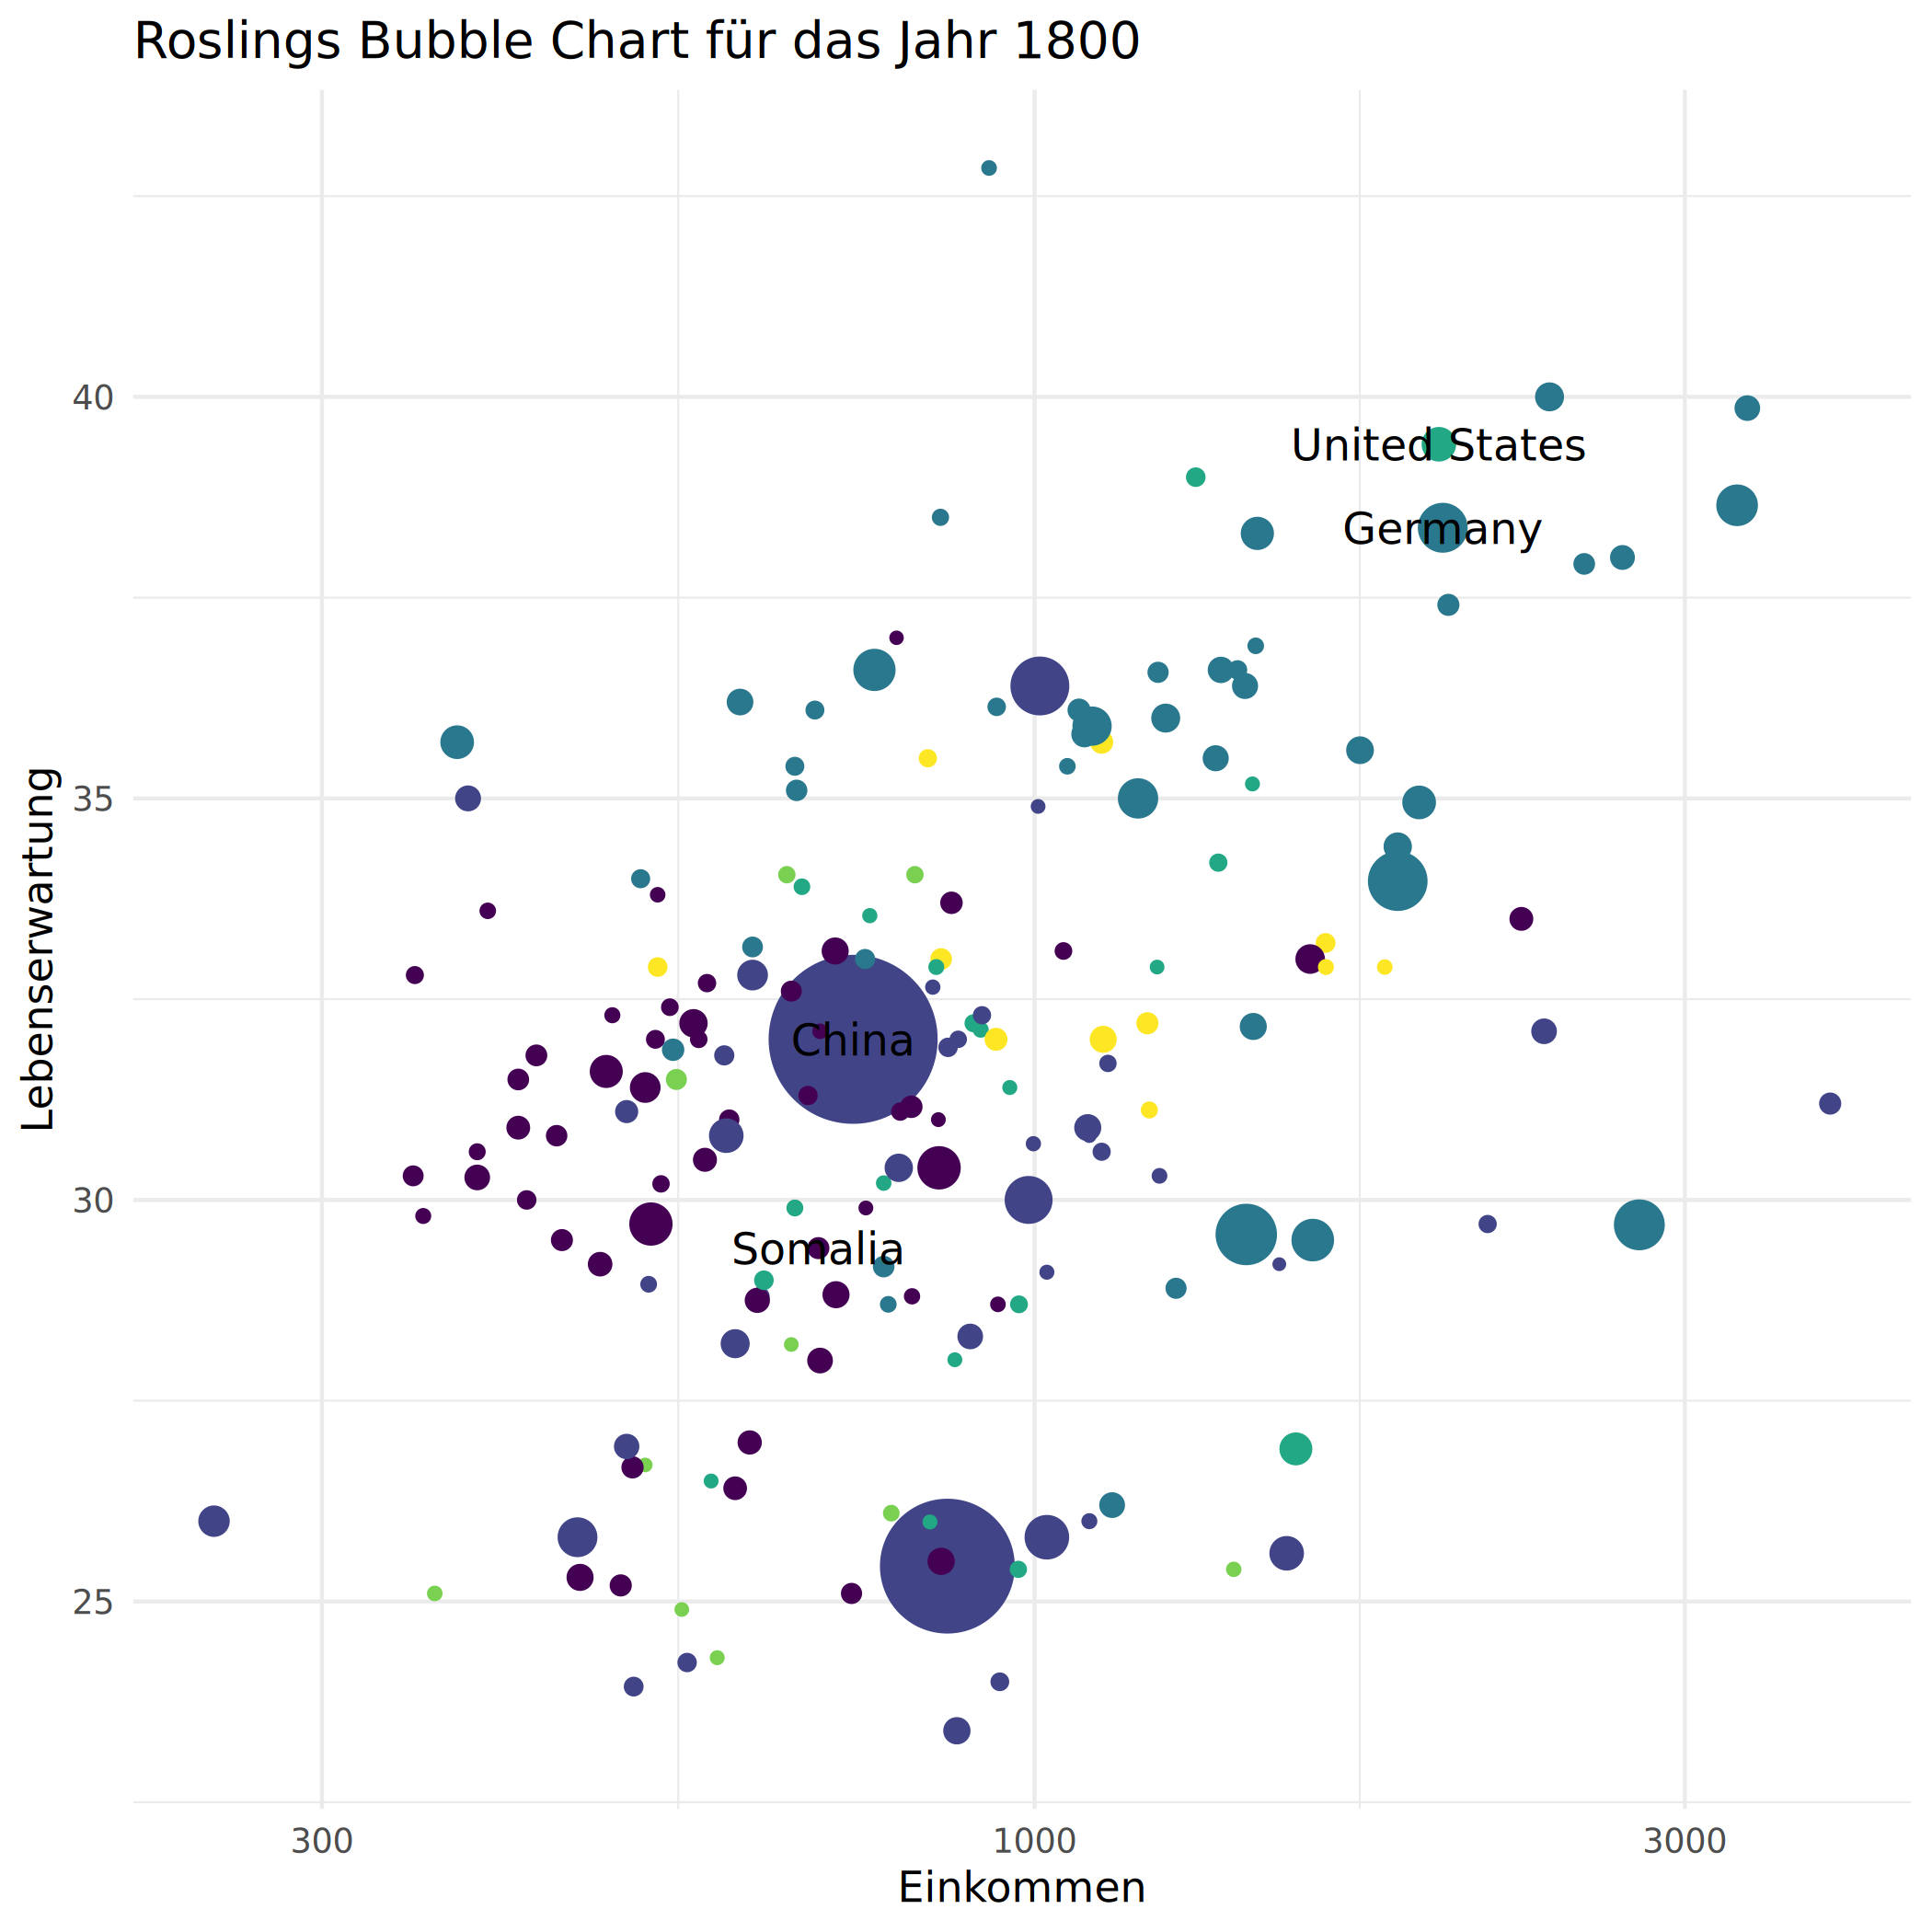 Roslings Bubble Chart für das Jahr 1800
Lebenserwartung
40
35
30
25
United States
Germany
China
Somalia
300
1000
3000
Einkommen